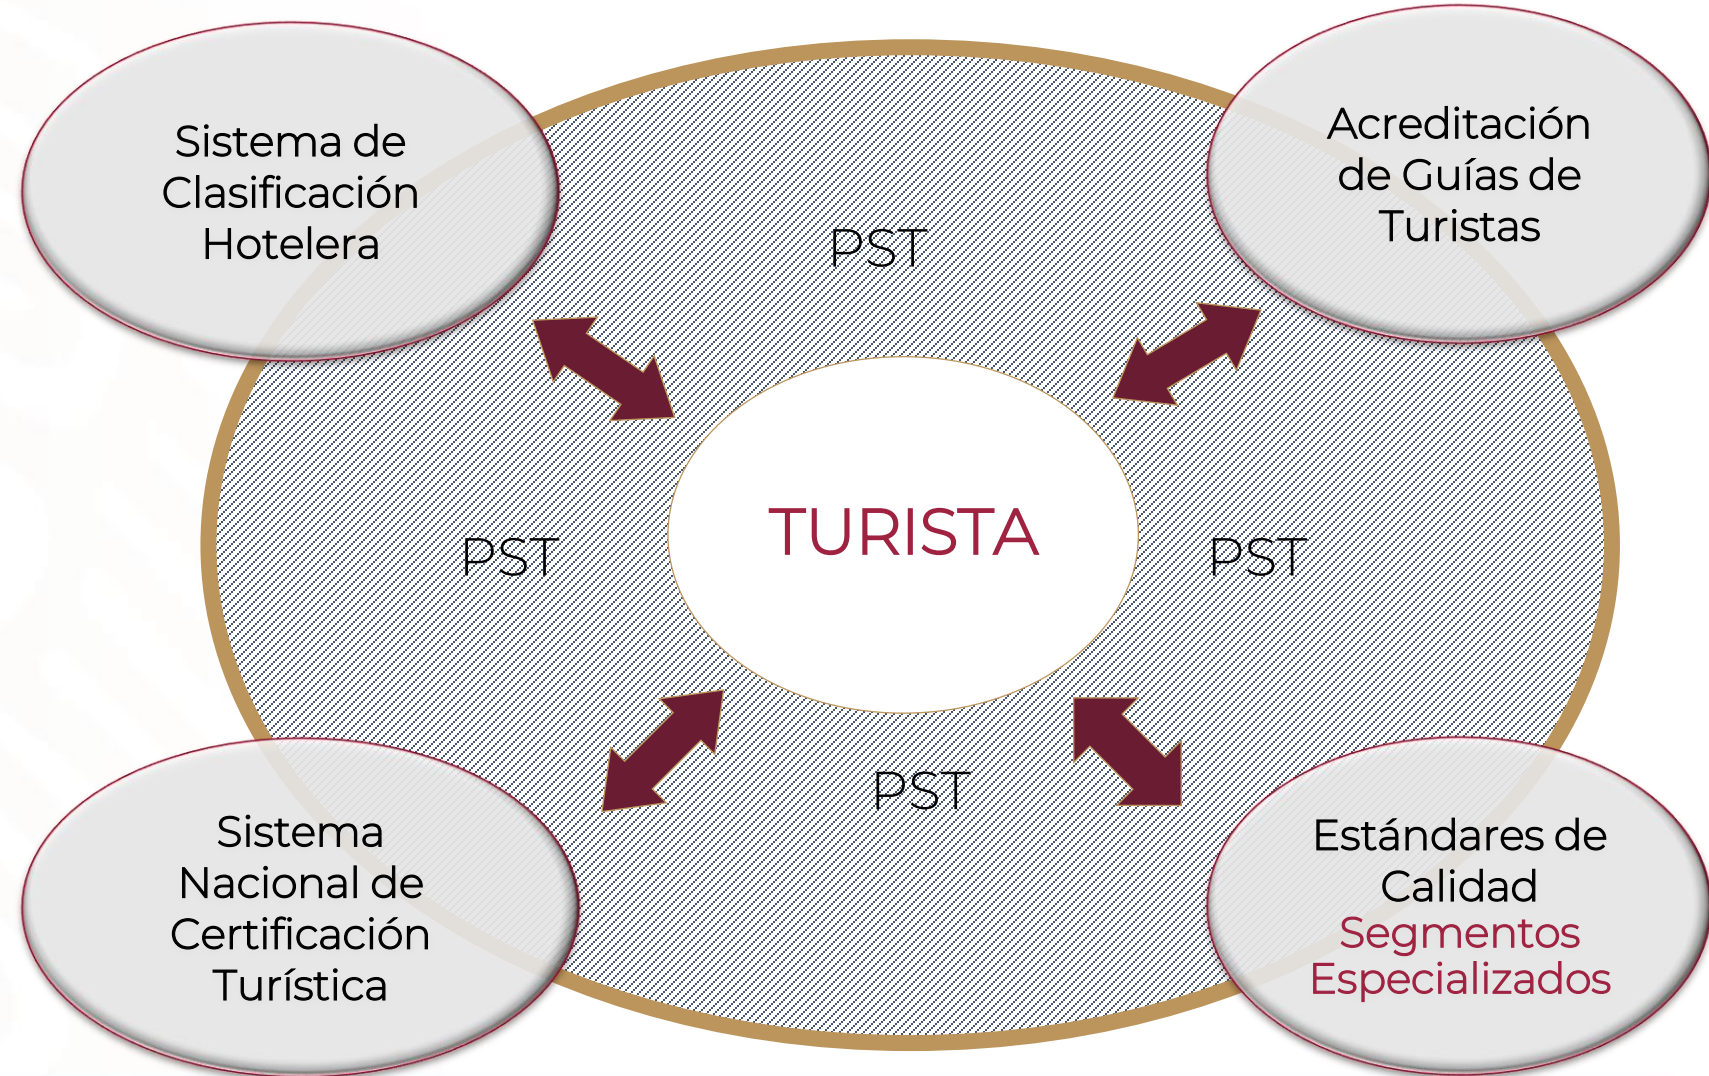 Sistema de
Clasificación
Hotelera
Acreditación
de Guías de
Turistas
PST
PST
TURISTA
PST
PST
Sistema
Nacional de
Certificación
Turística
Estándares de
Calidad
Segmentos
Especializados